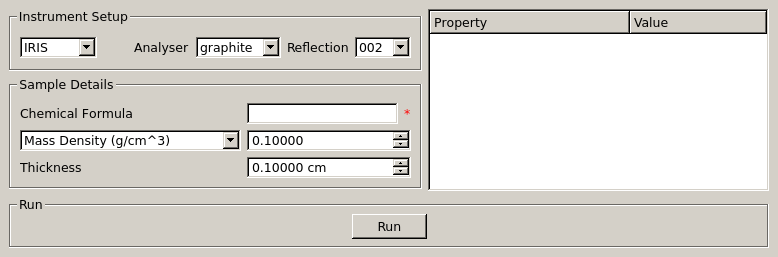 Instrument Setup
IRIS Analyser graphite Reflection 002
Sample Details
Chemical Formula *
Mass Density (g/cm^3) 0.10000
Thickness 0.10000 cm
Property Value
Run
Run